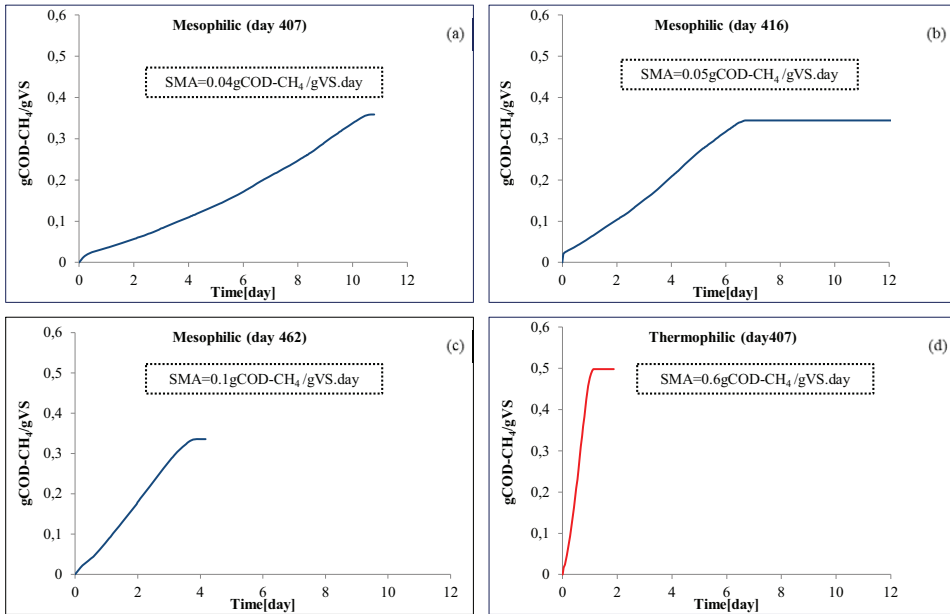 Mesophilic (day 407)
(a)
SMA=0.04gCOD-CH₄ /gVS.day
gCOD-CH₄/gVS
0,6
0,5
0,4
0,3
0,2
0,1
0
0 2 4 6 8 10 12
Time[day]
Mesophilic (day 416)
(b)
SMA=0.05gCOD-CH₄ /gVS.day
gCOD-CH₄/gVS
0,6
0,5
0,4
0,3
0,2
0,1
0
0 2 4 6 8 10 12
Time[day]
Mesophilic (day 462)
(c)
SMA=0.1gCOD-CH₄ /gVS.day
gCOD-CH₄/gVS
0,6
0,5
0,4
0,3
0,2
0,1
0
0 2 4 6 8 10 12
Time[day]
Thermophilic (day407)
(d)
SMA=0.6gCOD-CH₄ /gVS.day
gCOD-CH₄/gVS
0,6
0,5
0,4
0,3
0,2
0,1
0
0 2 4 6 8 10 12
Time[day]